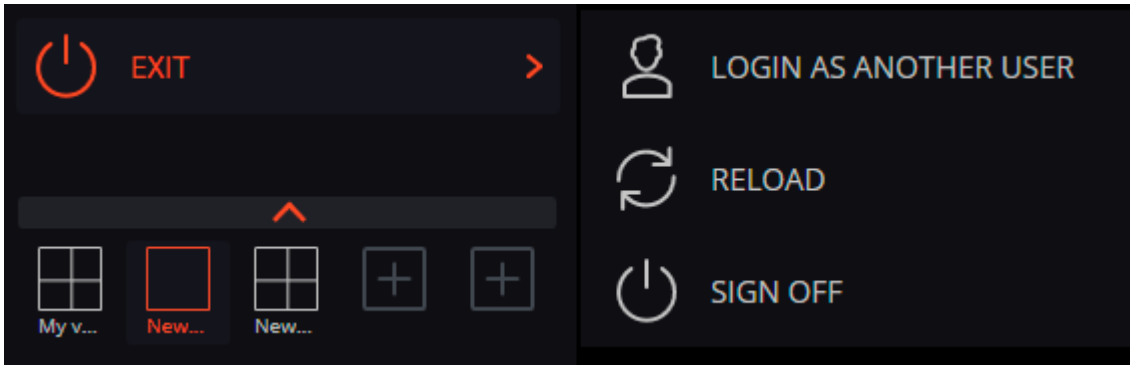 EXIT
My v...
New...
New...
LOGIN AS ANOTHER USER
RELOAD
SIGN OFF